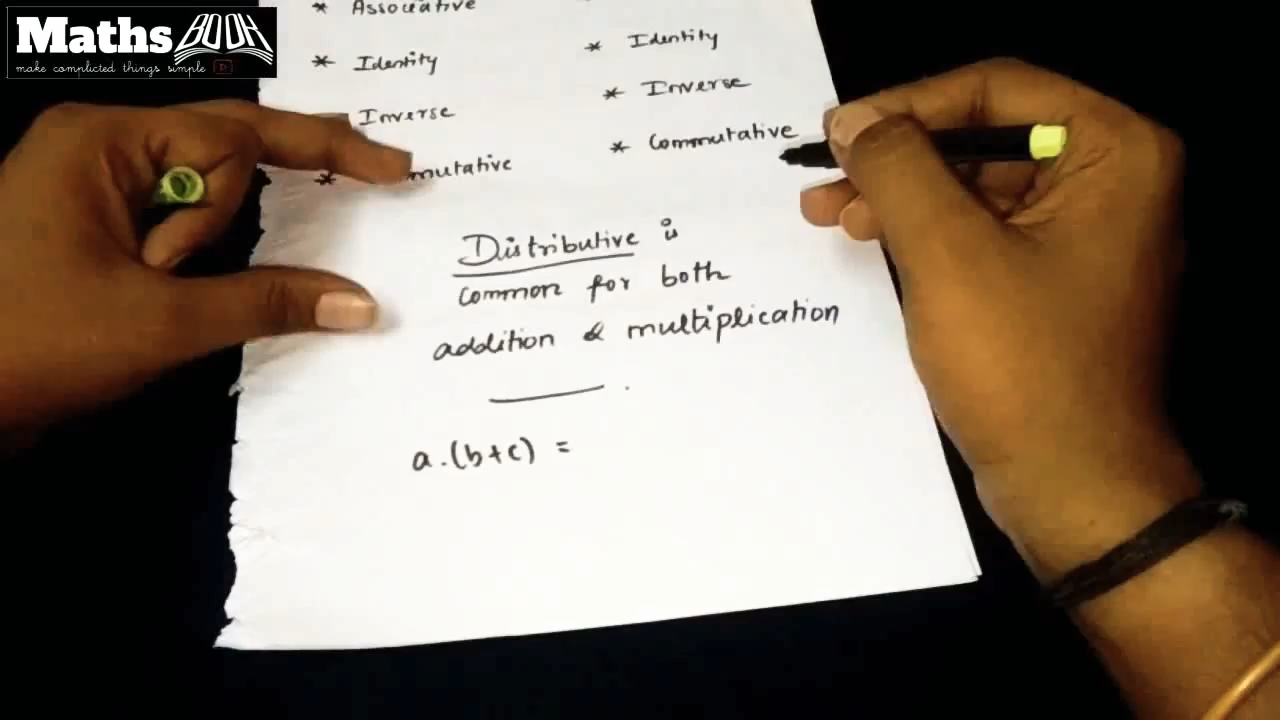 Maths BOOK
make complicted things simple
* Associative
* Identity
Inverse
* mutative
* Identity
* Inverse
* Commutative
Distributive is
common for both
addition & multiplication
a.(b+c) =